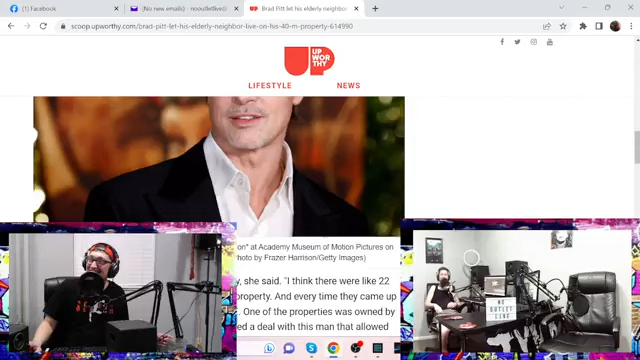 (1) Facebook
(No new emails) - nooutletlive@
Brad Pitt let his elderly neighbor
scoop.upworthy.com/brad-pitt-let-his-elderly-neighbor-live-on-his-40-m-property-614990
UP
WOR
THY
LIFESTYLE
NEWS
on" at Academy Museum of Motion Pictures on
hoto by Frazer Harrison/Getty Images)
y, she said. "I think there were like 22
roperty. And every time they came up
. One of the properties was owned by
ed a deal with this man that allowed
NO
OUTLET
LIVE